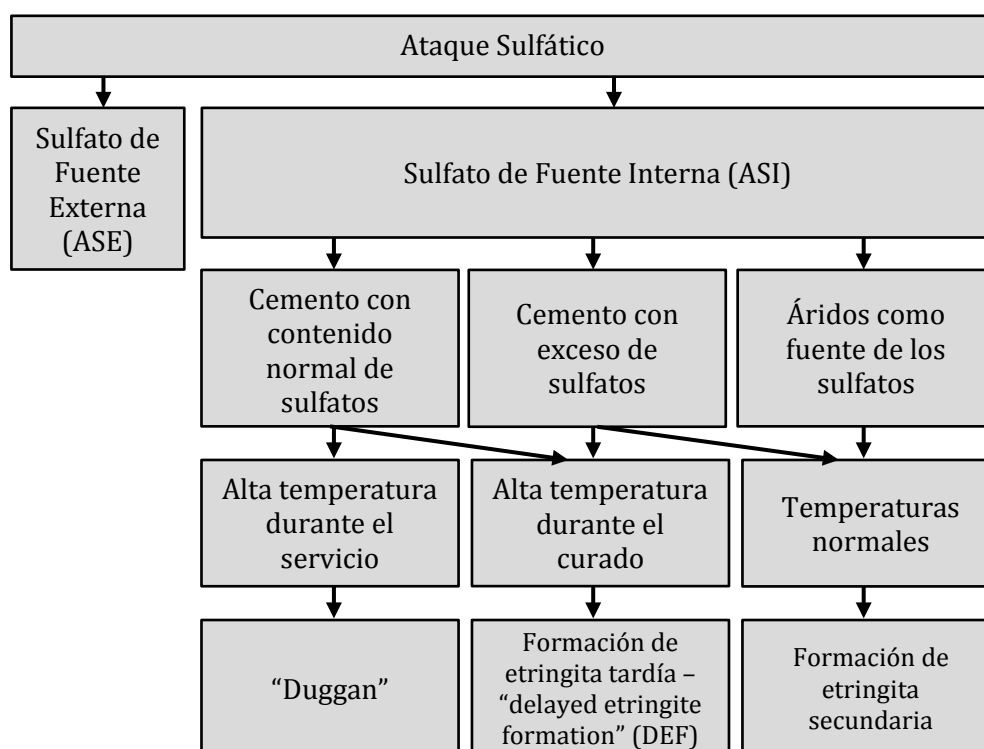 Ataque Sulfático
Sulfato de
Fuente
Externa
(ASE)
Sulfato de Fuente Interna (ASI)
Cemento con
contenido
normal de
sulfatos
Cemento con
exceso de
sulfatos
Áridos como
fuente de los
sulfatos
Alta temperatura
durante el
servicio
Alta temperatura
durante el
curado
Temperaturas
normales
“Duggan”
Formación de
etringita tardía –
“delayed etringite
formation” (DEF)
Formación de
etringita
secundaria